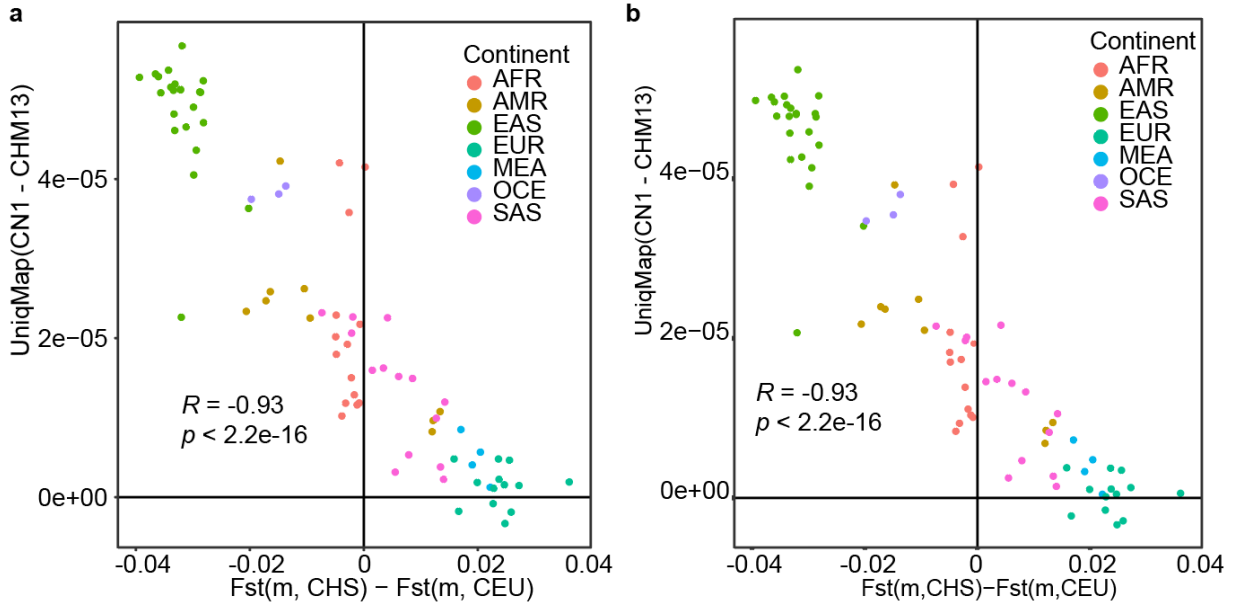 a
UniqMap(CN1 - CHM13)
4e−05
2e−05
0e+00
Continent
AFR
AMR
EAS
EUR
MEA
OCE
SAS
R = -0.93
p < 2.2e-16
-0.04
-0.02
0
0.02
0.04
Fst(m, CHS) − Fst(m, CEU)
b
UniqMap(CN1 - CHM13)
4e−05
2e−05
0e+00
Continent
AFR
AMR
EAS
EUR
MEA
OCE
SAS
R = -0.93
p < 2.2e-16
-0.04
-0.02
0
0.02
0.04
Fst(m,CHS)−Fst(m,CEU)